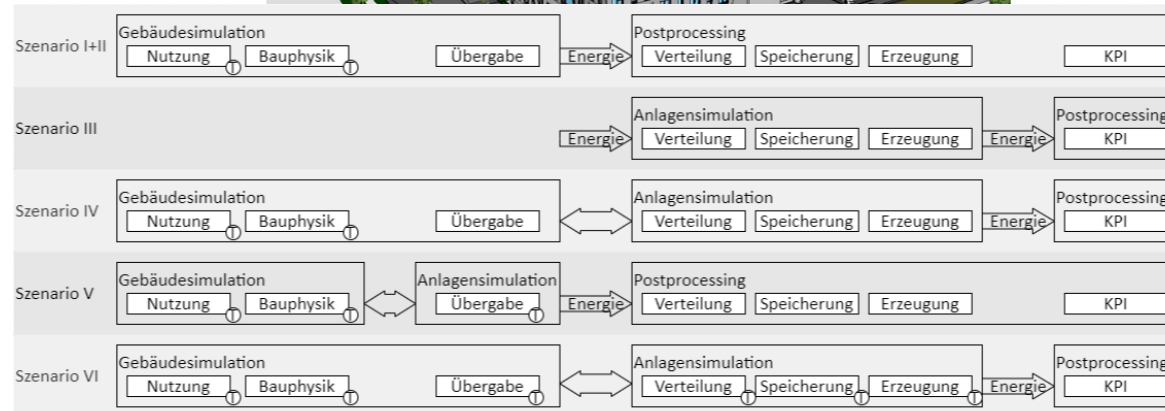 Szenario I+II
Gebäudesimulation
Nutzung T Bauphysik T Übergabe
Energie
Postprocessing
Verteilung Speicherung Erzeugung KPI
Szenario III
Energie
Anlagensimulation
Verteilung Speicherung Erzeugung
Energie
Postprocessing
KPI
Szenario IV
Gebäudesimulation
Nutzung T Bauphysik T Übergabe
Anlagensimulation
Verteilung Speicherung Erzeugung
Energie
Postprocessing
KPI
Szenario V
Gebäudesimulation
Nutzung T Bauphysik T
Anlagensimulation
Übergabe T
Energie
Postprocessing
Verteilung Speicherung Erzeugung KPI
Szenario VI
Gebäudesimulation
Nutzung T Bauphysik T Übergabe T
Anlagensimulation
Verteilung T Speicherung T Erzeugung T
Energie
Postprocessing
KPI